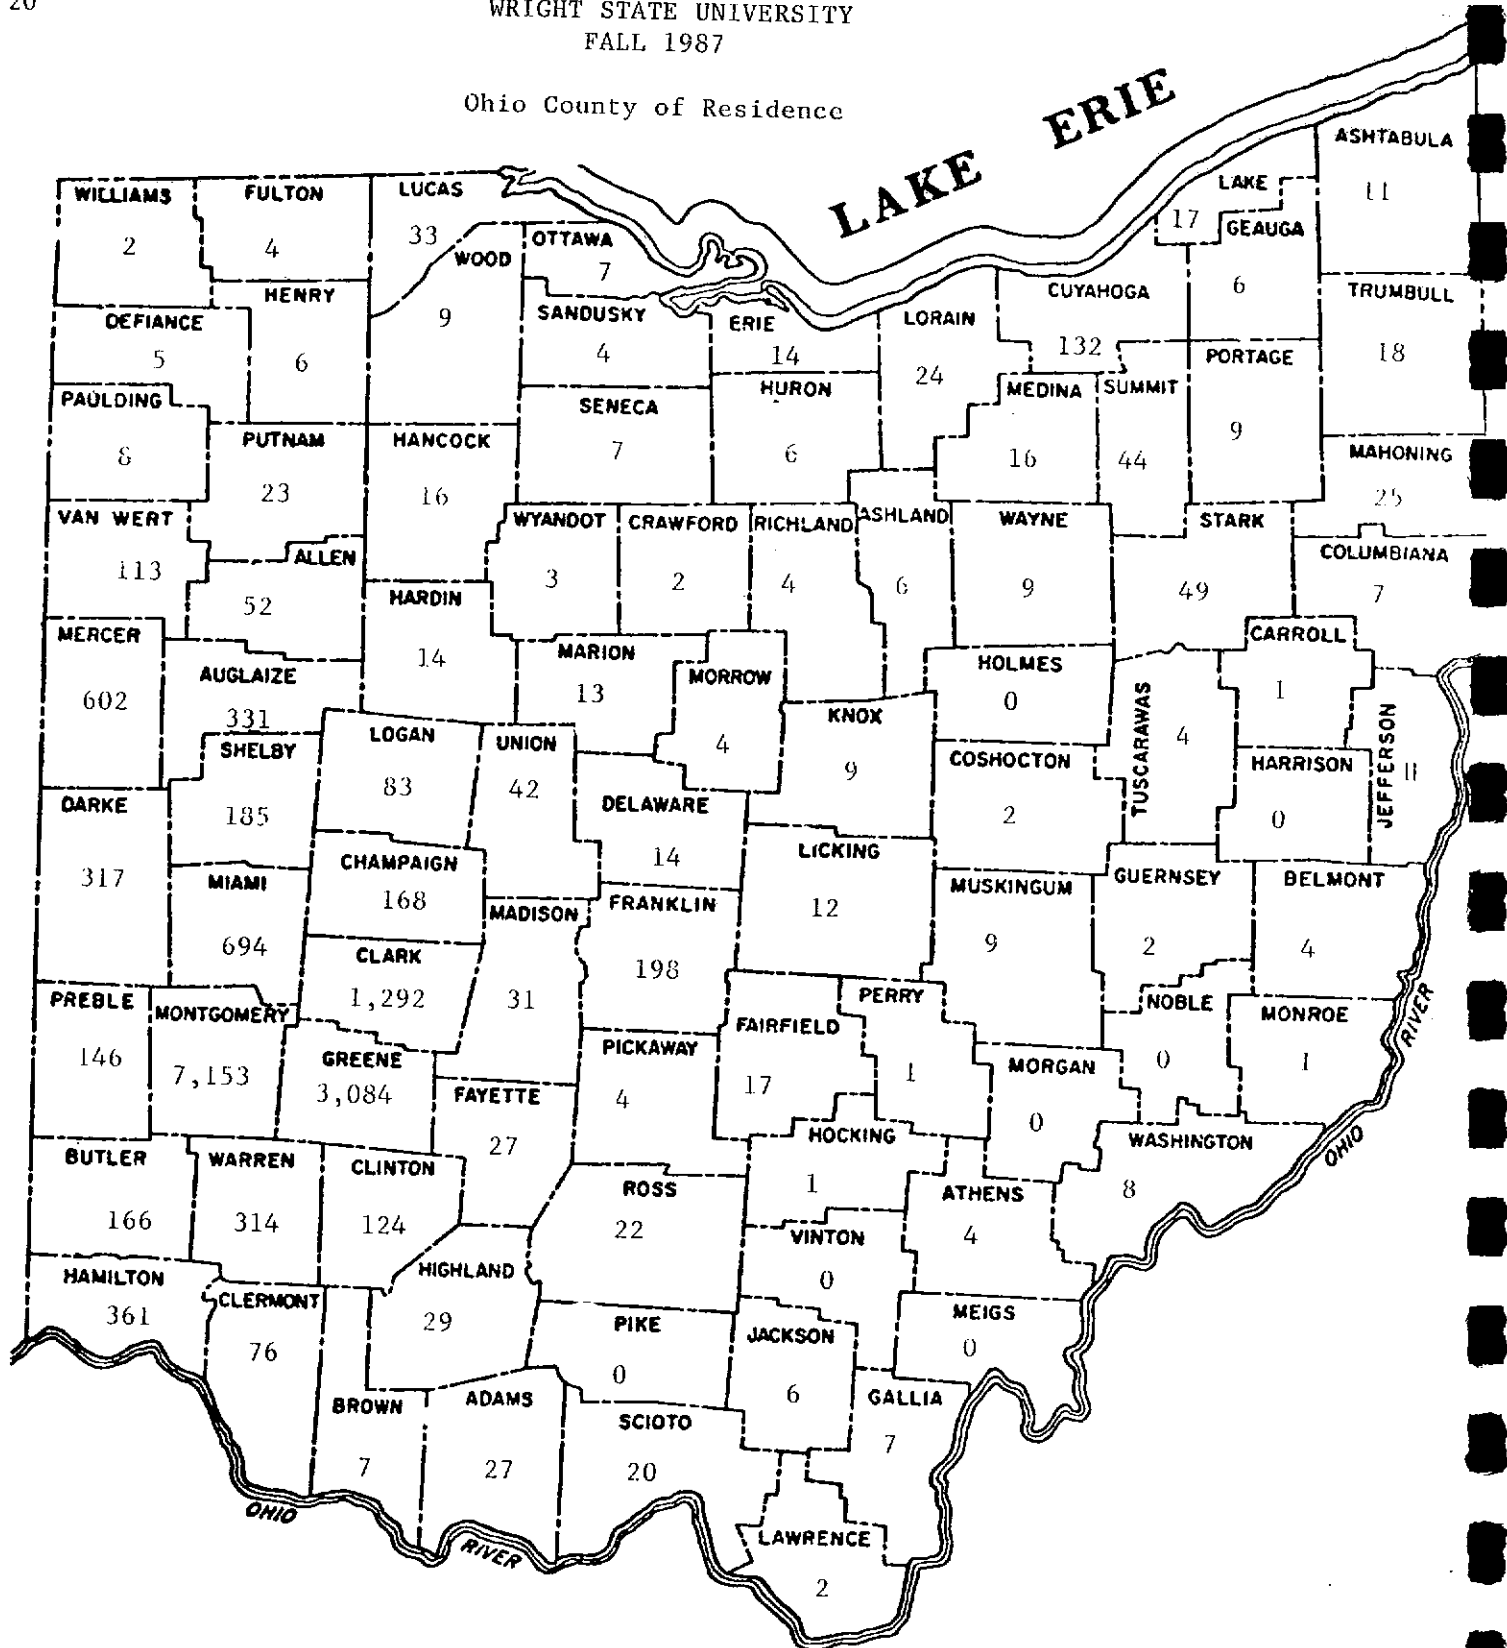 20
WRIGHT STATE UNIVERSITY
FALL 1987
Ohio County of Residence
LAKE ERIE
ASHTABULA
11
WILLIAMS
2
FULTON
4
LUCAS
33
WOOD
9
OTTAWA
7
LAKE
17
GEAUGA
6
CUYAHOGA
132
TRUMBULL
18
HENRY
6
DEFIANCE
5
SANDUSKY
4
ERIE
14
LORAIN
24
PORTAGE
9
PAULDING
8
SENECA
7
HURON
6
MEDINA
16
SUMMIT
44
MAHONING
25
PUTNAM
23
HANCOCK
16
VAN WERT
113
ALLEN
52
WYANDOT
3
CRAWFORD
2
RICHLAND
4
ASHLAND
6
WAYNE
9
STARK
49
COLUMBIANA
7
HARDIN
14
MERCER
602
AUGLAIZE
331
MARION
13
MORROW
4
HOLMES
0
TUSCARAWAS
4
CARROLL
1
JEFFERSON
11
SHELBY
185
LOGAN
83
UNION
42
KNOX
9
COSHOCTON
2
HARRISON
0
DARKE
317
DELAWARE
14
LICKING
12
MIAMI
694
CHAMPAIGN
168
MADISON
31
FRANKLIN
198
MUSKINGUM
9
GUERNSEY
2
BELMONT
4
CLARK
1,292
PREBLE
146
MONTGOMERY
7,153
GREENE
3,084
PICKAWAY
4
FAIRFIELD
17
PERRY
1
NOBLE
0
MONROE
1
RIVER
FAYETTE
27
MORGAN
0
HOCKING
1
WASHINGTON
8
OHIO
BUTLER
166
WARREN
314
CLINTON
124
ROSS
22
ATHENS
4
VINTON
0
HAMILTON
361
CLERMONT
76
HIGHLAND
29
PIKE
0
JACKSON
6
MEIGS
0
BROWN
7
ADAMS
27
SCIOTO
20
GALLIA
7
OHIO
RIVER
LAWRENCE
2